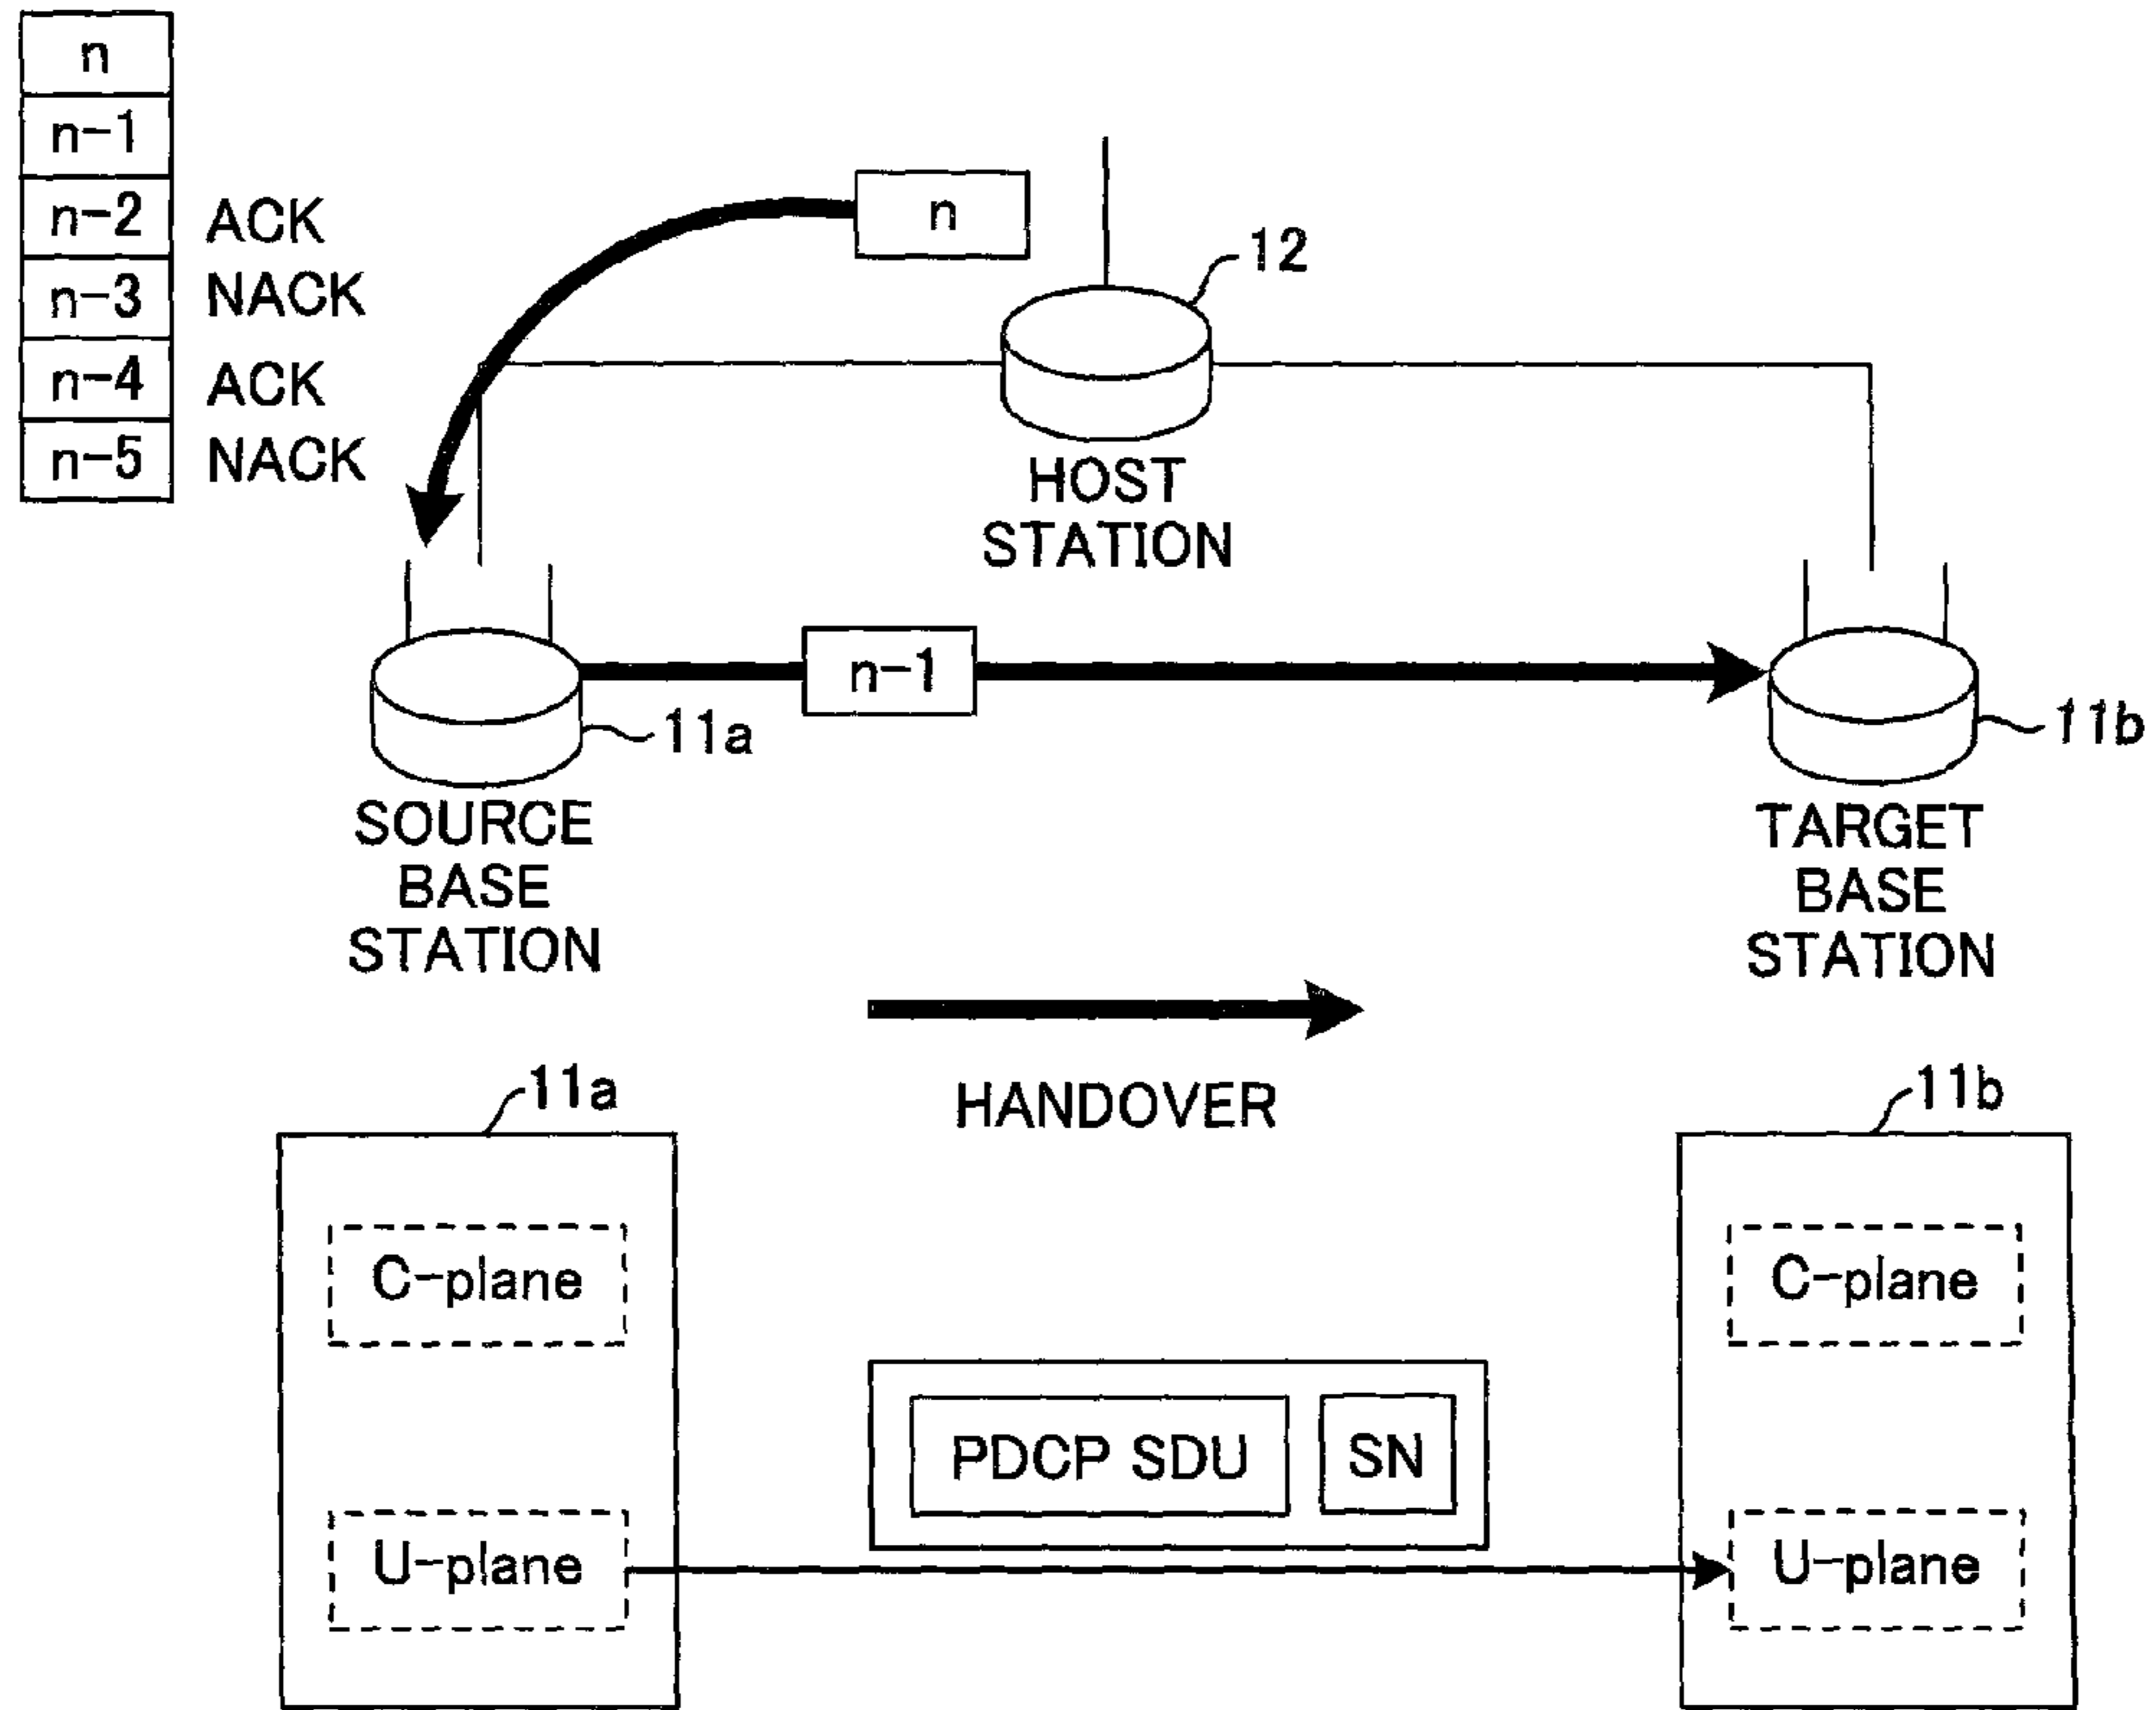 n
n-1
n-2 ACK
n-3 NACK
n-4 ACK
n-5 NACK
n
12
HOST
STATION
n-1
11a
11b
SOURCE
BASE
STATION
TARGET
BASE
STATION
HANDOVER
11a
11b
C-plane
C-plane
PDCP SDU
SN
U-plane
U-plane